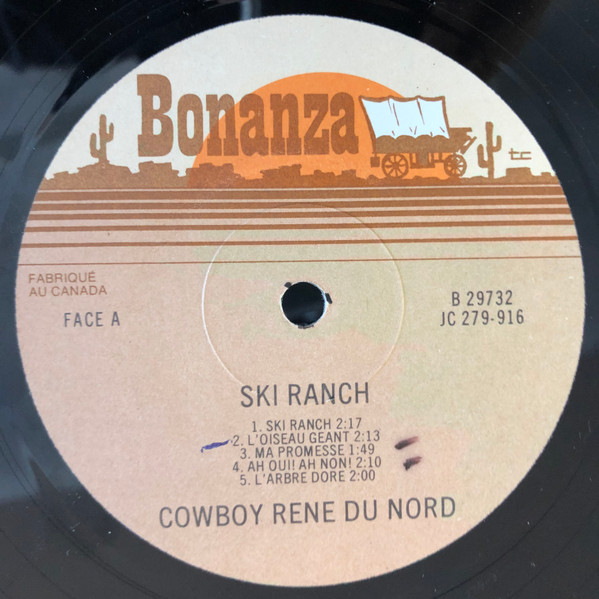 Bonanza
tc
FABRIQUÉ
AU CANADA
FACE A
B 29732
JC 279-916
SKI RANCH
1. SKI RANCH 2:17
2. L'OISEAU GEANT 2:13
3. MA PROMESSE 1:49
4. AH OUI! AH NON! 2:10
5. L'ARBRE DORE 2:00
COWBOY RENE DU NORD